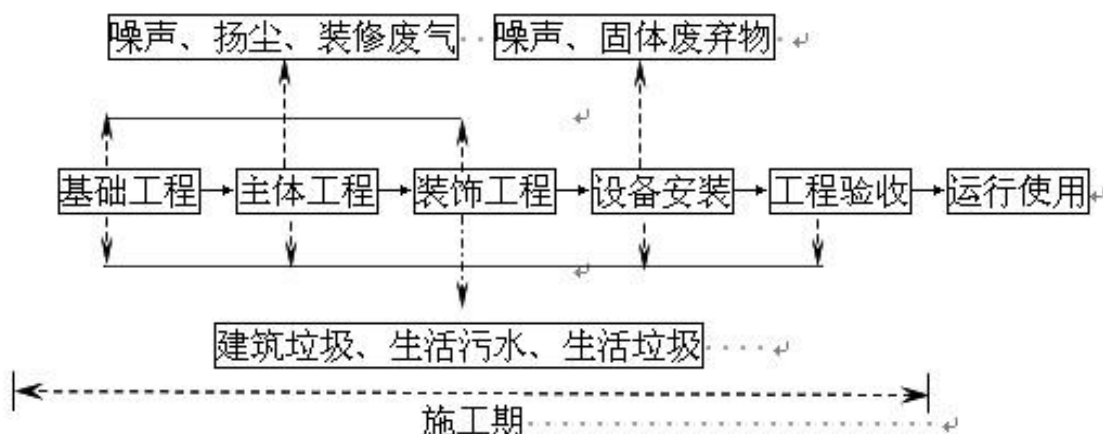 噪声、扬尘、装修废气 噪声、固体废弃物
基础工程 主体工程 装饰工程 设备安装 工程验收 运行使用
建筑垃圾、生活污水、生活垃圾
施工期